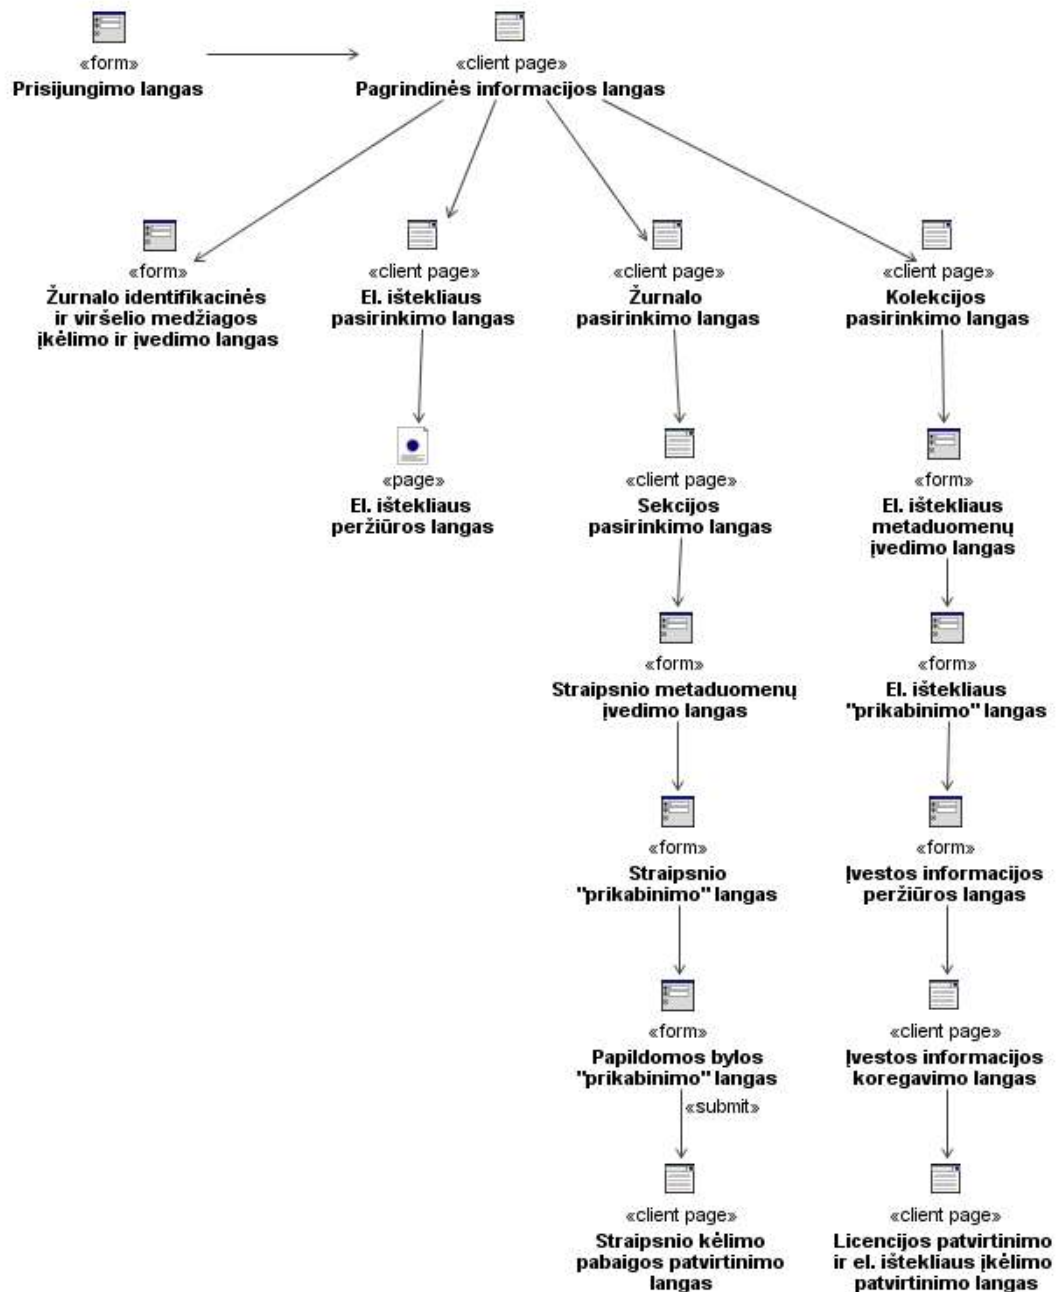 «form»
Prisijungimo langas
«client page»
Pagrindinės informacijos langas
«form»
Žurnalo identifikacinės
ir viršelio medžiagos
įkėlimo ir įvedimo langas
«client page»
El. ištekliaus
pasirinkimo langas
«client page»
Žurnalo
pasirinkimo langas
«client page»
Kolekcijos
pasirinkimo langas
«page»
El. ištekliaus
peržiūros langas
«client page»
Sekcijos
pasirinkimo langas
«form»
El. ištekliaus
metaduomenų
įvedimo langas
«form»
Straipsnio metaduomenų
įvedimo langas
«form»
El. ištekliaus
"prikabinimo" langas
«form»
Straipsnio
"prikabinimo" langas
«form»
Įvestos informacijos
peržiūros langas
«form»
Papildomos bylos
"prikabinimo" langas
«client page»
Įvestos informacijos
koregavimo langas
«submit»
«client page»
Straipsnio kėlimo
pabaigos patvirtinimo
langas
«client page»
Licencijos patvirtinimo
ir el. ištekliaus įkėlimo
patvirtinimo langas